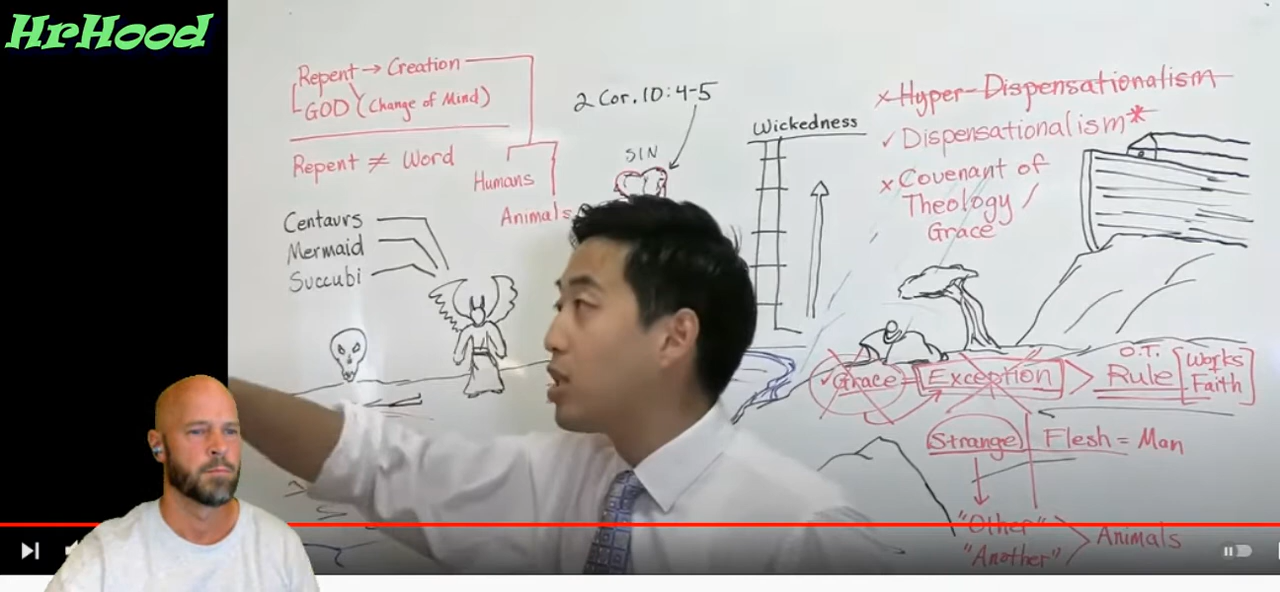 HrHood
Repent → Creation
GOD (Change of Mind)
Repent ≠ Word
Humans
Animals
Centaurs
Mermaid
Succubi
2 Cor. 10:4-5
SIN
Wickedness
x Hyper-Dispensationalism
✓ Dispensationalism*
x Covenant of
Theology /
Grace
✓Grace = Exception > O.T. Rule [Works
Faith]
Strange Flesh = Man
"Other"
"Another" > Animals